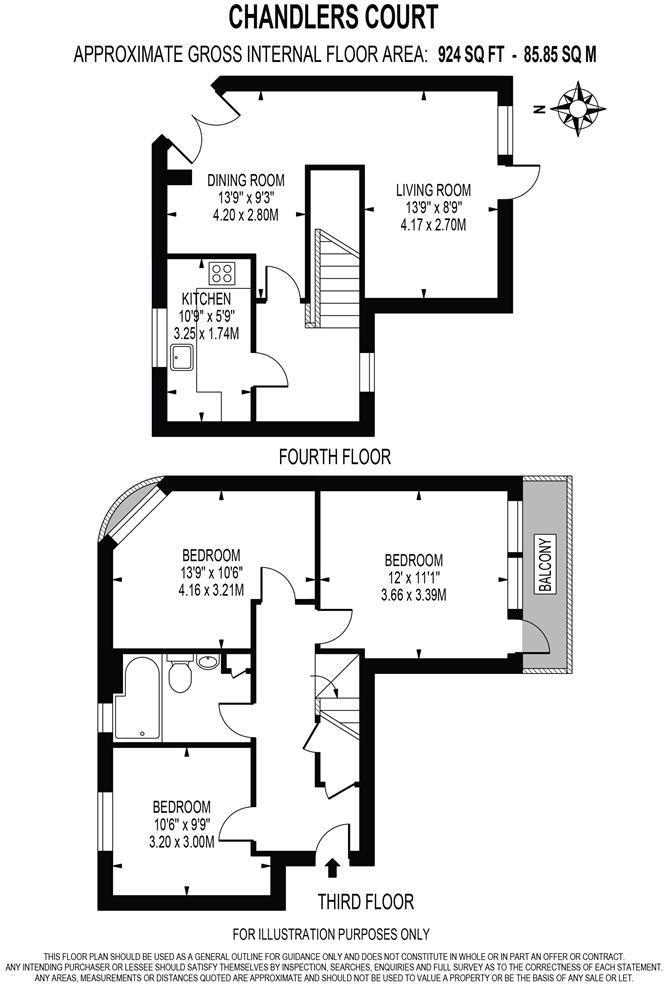 CHANDLERS COURT
APPROXIMATE GROSS INTERNAL FLOOR AREA: 924 SQ FT - 85.85 SQ M
N
DINING ROOM
13'9" x 9'3"
4.20 x 2.80M
LIVING ROOM
13'9" x 8'9"
4.17 x 2.70M
KITCHEN
10'9" x 5'9"
3.25 x 1.74M
FOURTH FLOOR
BEDROOM
13'9" x 10'6"
4.16 x 3.21M
BEDROOM
12' x 11'1"
3.66 x 3.39M
BALCONY
BEDROOM
10'6" x 9'9"
3.20 x 3.00M
THIRD FLOOR
FOR ILLUSTRATION PURPOSES ONLY
THIS FLOOR PLAN SHOULD BE USED AS A GENERAL OUTLINE FOR GUIDANCE ONLY AND DOES NOT CONSTITUTE IN WHOLE OR IN PART AN OFFER OR CONTRACT.
ANY INTENDING PURCHASER OR LESSEE SHOULD SATISFY THEMSELVES BY INSPECTION, SEARCHES, ENQUIRIES AND FULL SURVEY AS TO THE CORRECTNESS OF EACH STATEMENT.
ANY AREAS, MEASUREMENTS OR DISTANCES QUOTED ARE APPROXIMATE AND SHOULD NOT BE USED TO VALUE A PROPERTY OR BE THE BASIS OF ANY SALE OR LET.